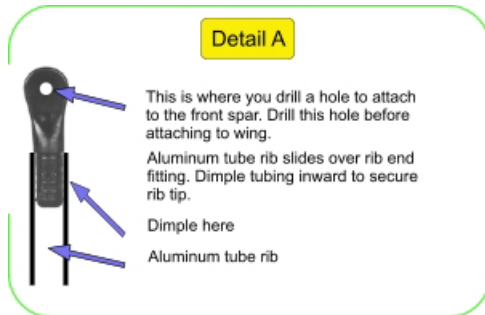 Detail A
This is where you drill a hole to attach
to the front spar. Drill this hole before
attaching to wing.
Aluminum tube rib slides over rib end
fitting. Dimple tubing inward to secure
rib tip.
Dimple here
Aluminum tube rib